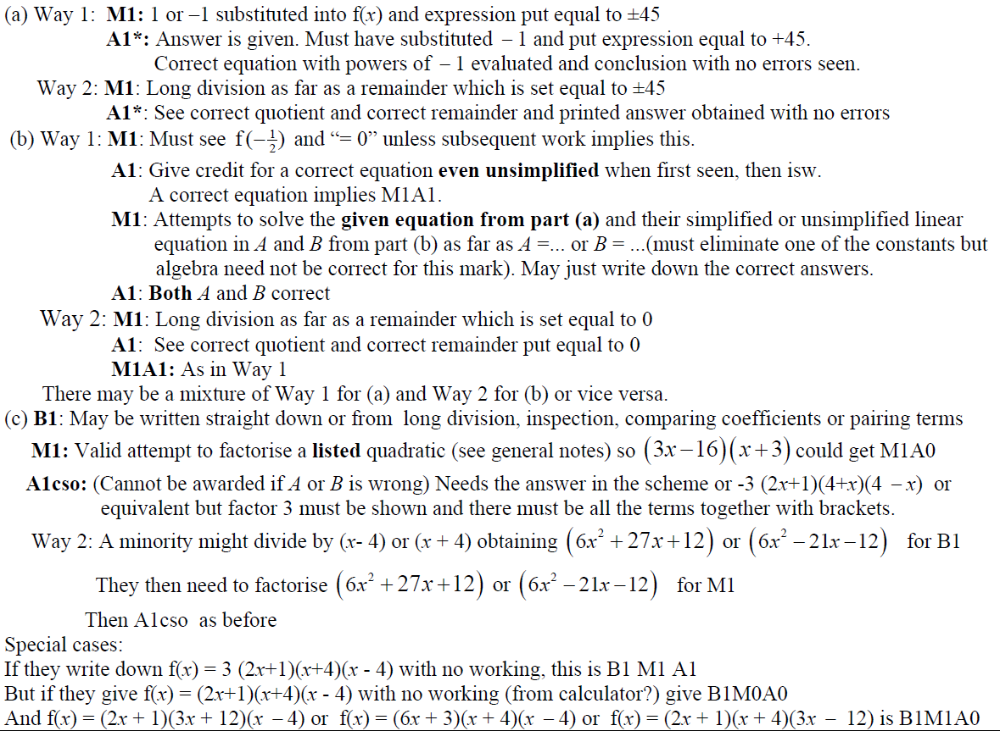 (a) Way 1: M1: 1 or –1 substituted into f(x) and expression put equal to ±45
A1*: Answer is given. Must have substituted – 1 and put expression equal to +45.
Correct equation with powers of – 1 evaluated and conclusion with no errors seen.
Way 2: M1: Long division as far as a remainder which is set equal to ±45
A1*: See correct quotient and correct remainder and printed answer obtained with no errors
(b) Way 1: M1: Must see f(–½) and “= 0” unless subsequent work implies this.
A1: Give credit for a correct equation even unsimplified when first seen, then isw.
A correct equation implies M1A1.
M1: Attempts to solve the given equation from part (a) and their simplified or unsimplified linear
equation in A and B from part (b) as far as A =... or B = ...(must eliminate one of the constants but
algebra need not be correct for this mark). May just write down the correct answers.
A1: Both A and B correct
Way 2: M1: Long division as far as a remainder which is set equal to 0
A1: See correct quotient and correct remainder put equal to 0
M1A1: As in Way 1
There may be a mixture of Way 1 for (a) and Way 2 for (b) or vice versa.
(c) B1: May be written straight down or from long division, inspection, comparing coefficients or pairing terms
M1: Valid attempt to factorise a listed quadratic (see general notes) so (3x–16)(x+3) could get M1A0
A1cso: (Cannot be awarded if A or B is wrong) Needs the answer in the scheme or -3 (2x+1)(4+x)(4 – x) or
equivalent but factor 3 must be shown and there must be all the terms together with brackets.
Way 2: A minority might divide by (x- 4) or (x + 4) obtaining (6x² +27x+12) or (6x² –21x–12) for B1
They then need to factorise (6x² +27x+12) or (6x² –21x–12) for M1
Then A1cso as before
Special cases:
If they write down f(x) = 3 (2x+1)(x+4)(x - 4) with no working, this is B1 M1 A1
But if they give f(x) = (2x+1)(x+4)(x - 4) with no working (from calculator?) give B1M0A0
And f(x) = (2x + 1)(3x + 12)(x – 4) or f(x) = (6x + 3)(x + 4)(x – 4) or f(x) = (2x + 1)(x + 4)(3x – 12) is B1M1A0